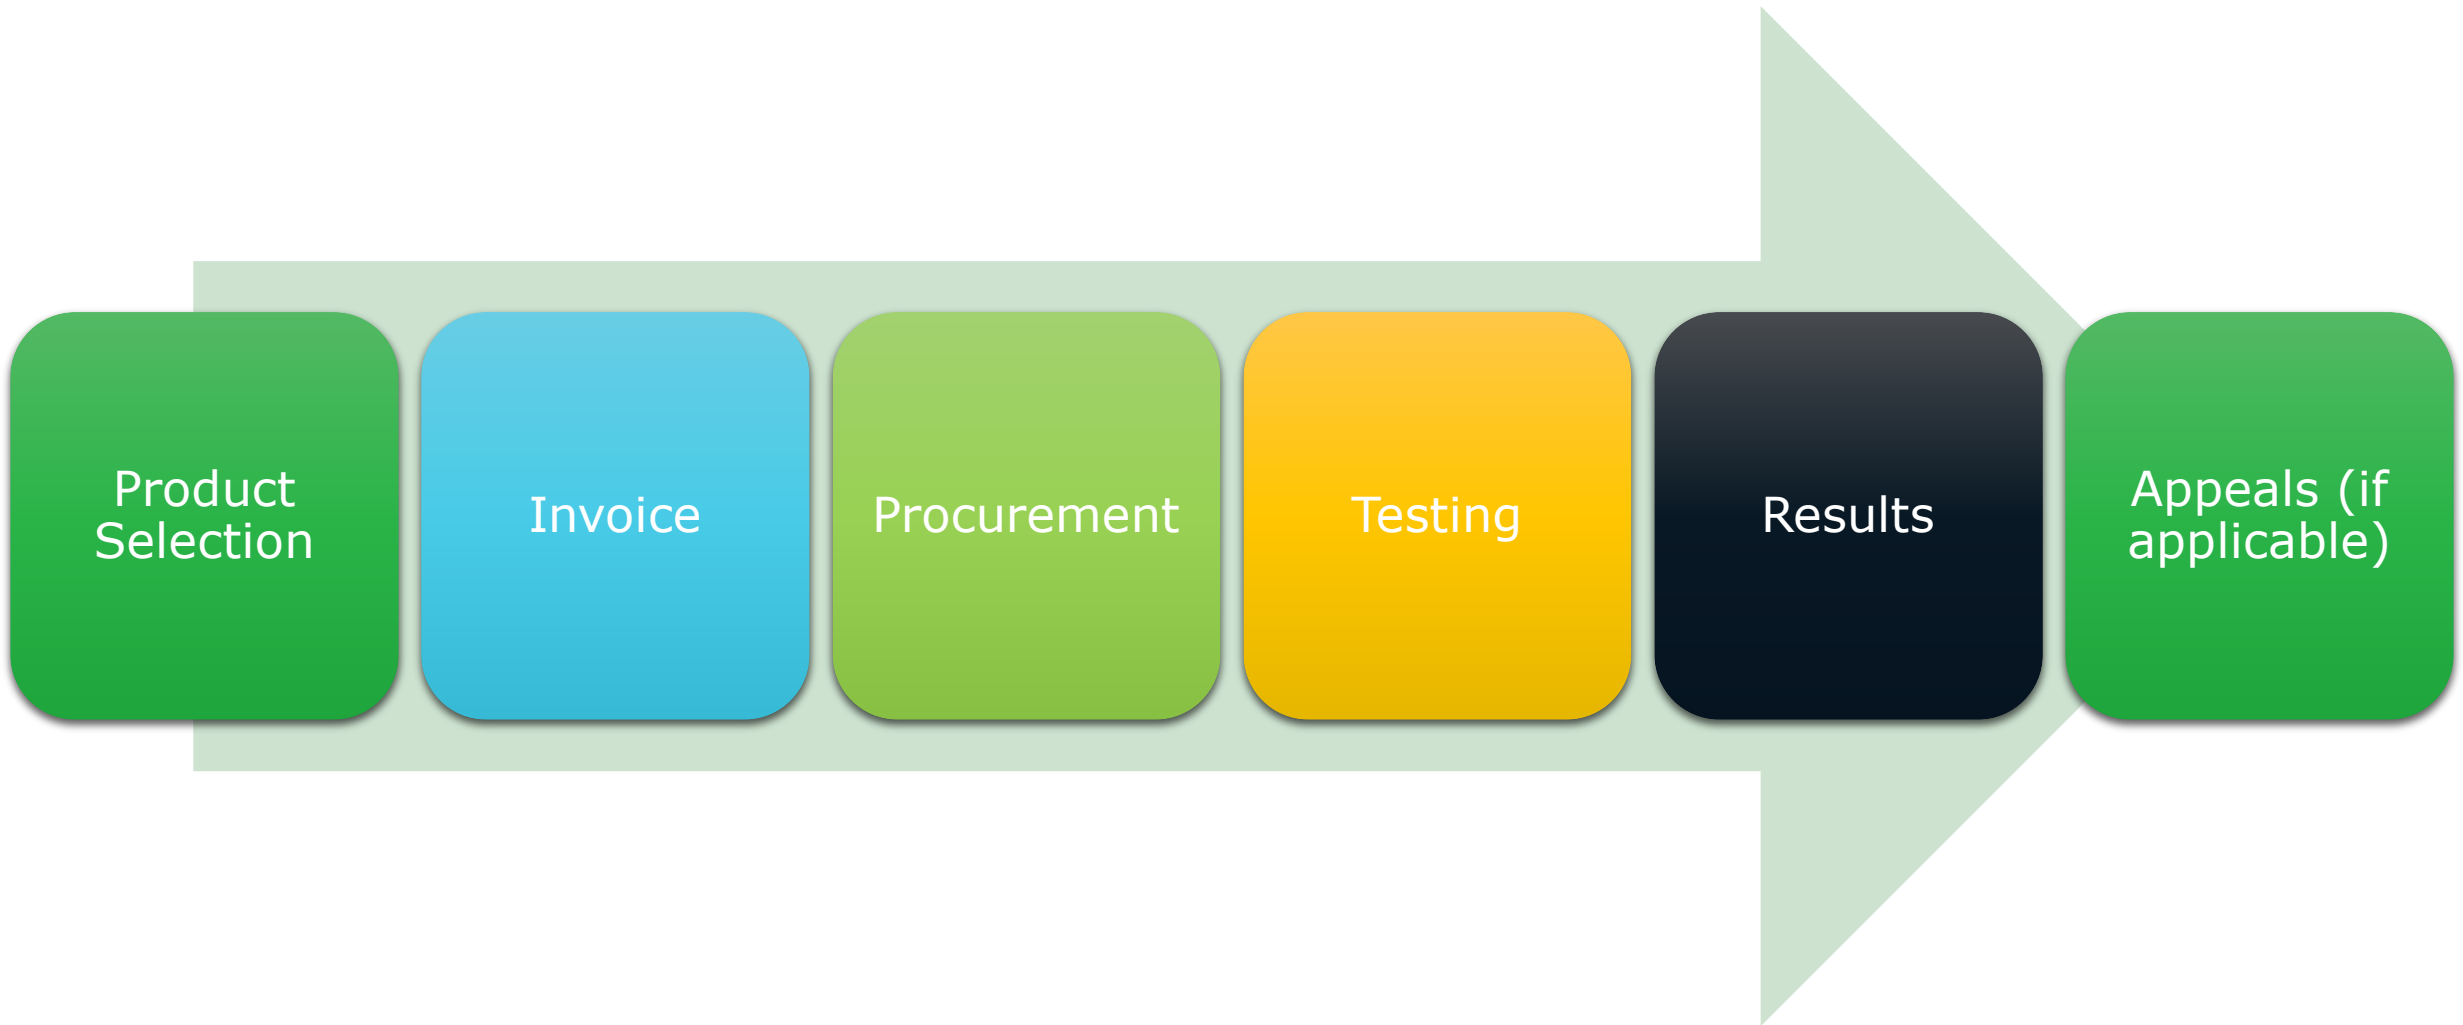 Product
Selection
Invoice
Procurement
Testing
Results
Appeals (if
applicable)